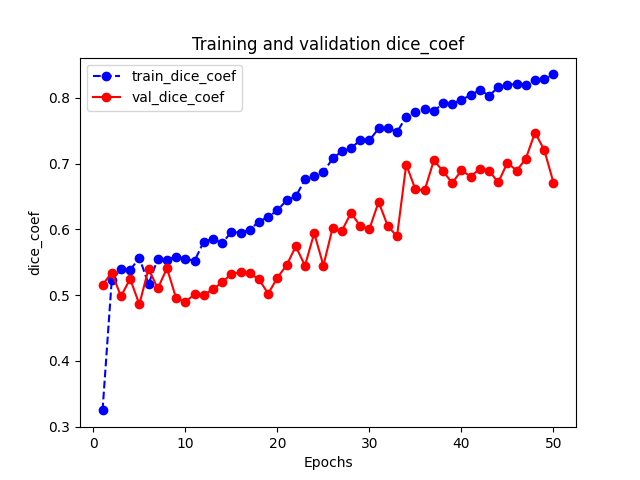 Training and validation dice_coef
train_dice_coef
val_dice_coef
dice_coef
0.8
0.7
0.6
0.5
0.4
0.3
0 10 20 30 40 50
Epochs